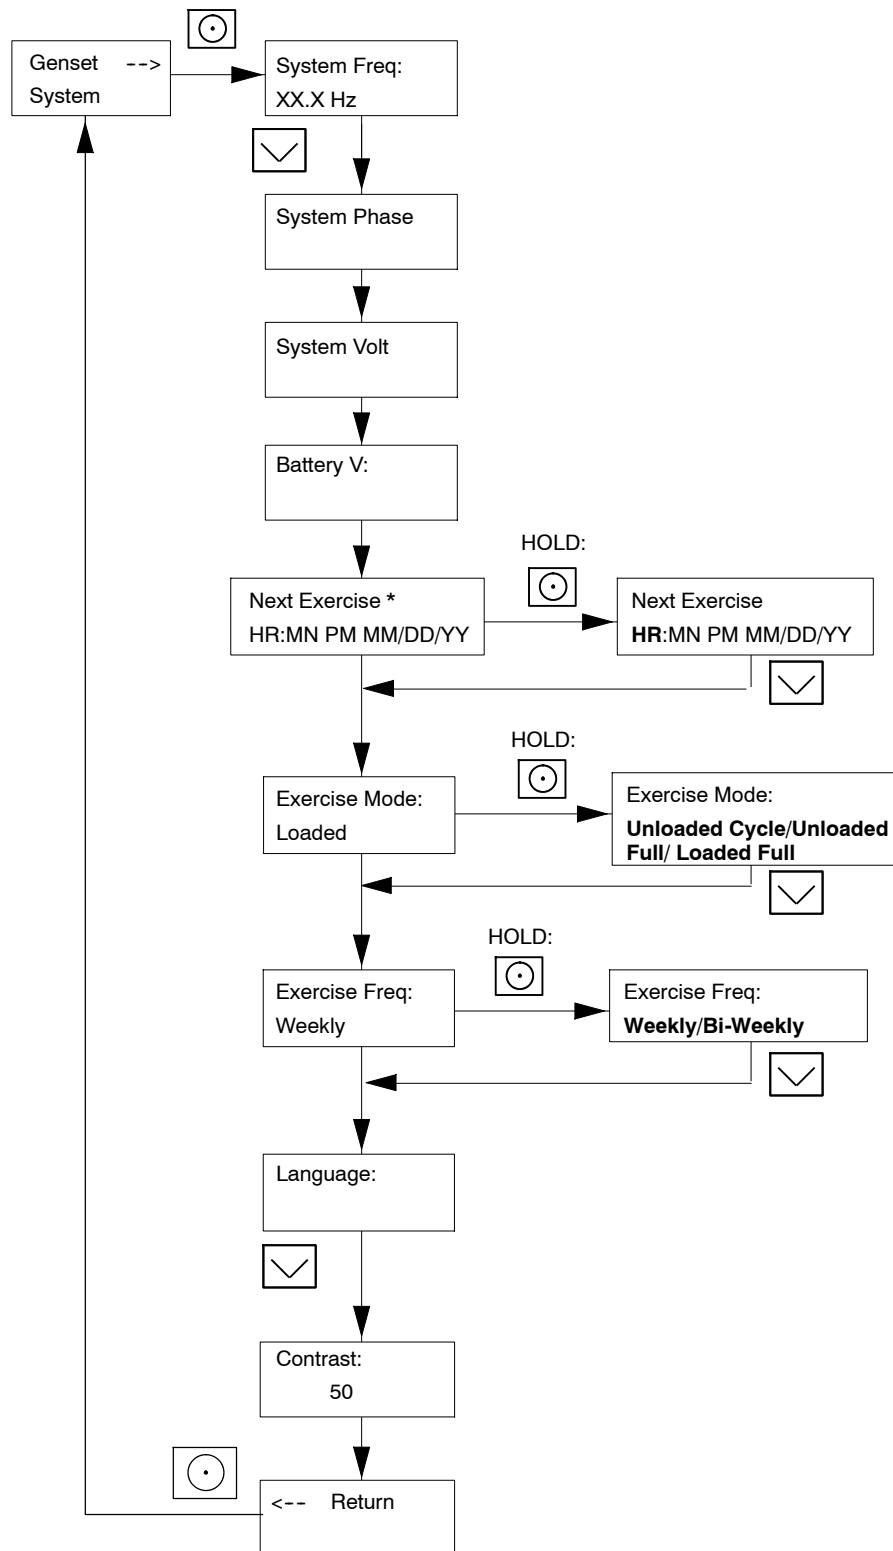 Genset -->
System
System Freq:
XX.X Hz
System Phase
System Volt
Battery V:
Next Exercise *
HR:MN PM MM/DD/YY
HOLD:
Next Exercise
HR:MN PM MM/DD/YY
Exercise Mode:
Loaded
HOLD:
Exercise Mode:
Unloaded Cycle/Unloaded
Full/ Loaded Full
Exercise Freq:
Weekly
HOLD:
Exercise Freq:
Weekly/Bi-Weekly
Language:
Contrast:
50
<-- Return